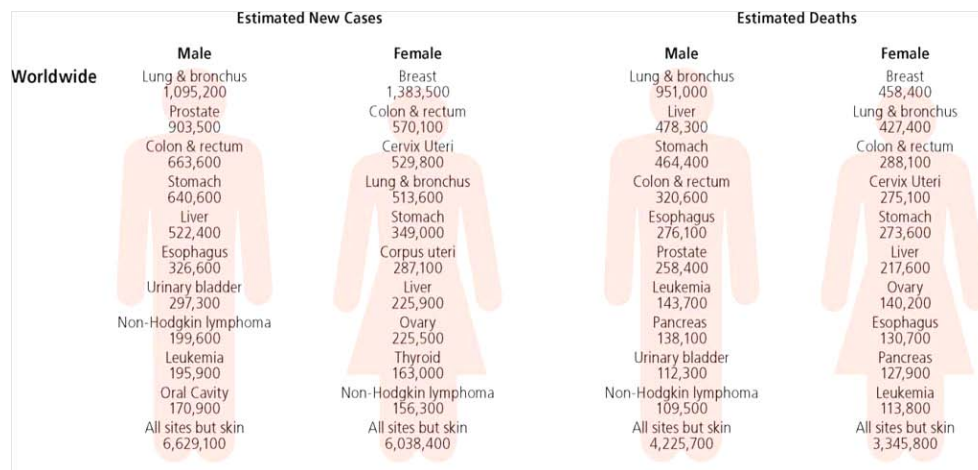 Estimated New Cases
Estimated Deaths
Worldwide
Male
Lung & bronchus
1,095,200
Prostate
903,500
Colon & rectum
663,600
Stomach
640,600
Liver
522,400
Esophagus
326,600
Urinary bladder
297,300
Non-Hodgkin lymphoma
199,600
Leukemia
195,900
Oral Cavity
170,900
All sites but skin
6,629,100
Female
Breast
1,383,500
Colon & rectum
570,100
Cervix Uteri
529,800
Lung & bronchus
513,600
Stomach
349,000
Corpus uteri
287,100
Liver
225,900
Ovary
225,500
Thyroid
163,000
Non-Hodgkin lymphoma
156,300
All sites but skin
6,038,400
Male
Lung & bronchus
951,000
Liver
478,300
Stomach
464,400
Colon & rectum
320,600
Esophagus
276,100
Prostate
258,400
Leukemia
143,700
Pancreas
138,100
Urinary bladder
112,300
Non-Hodgkin lymphoma
109,500
All sites but skin
4,225,700
Female
Breast
458,400
Lung & bronchus
427,400
Colon & rectum
288,100
Cervix Uteri
275,100
Stomach
273,600
Liver
217,600
Ovary
140,200
Esophagus
130,700
Pancreas
127,900
Leukemia
113,800
All sites but skin
3,345,800